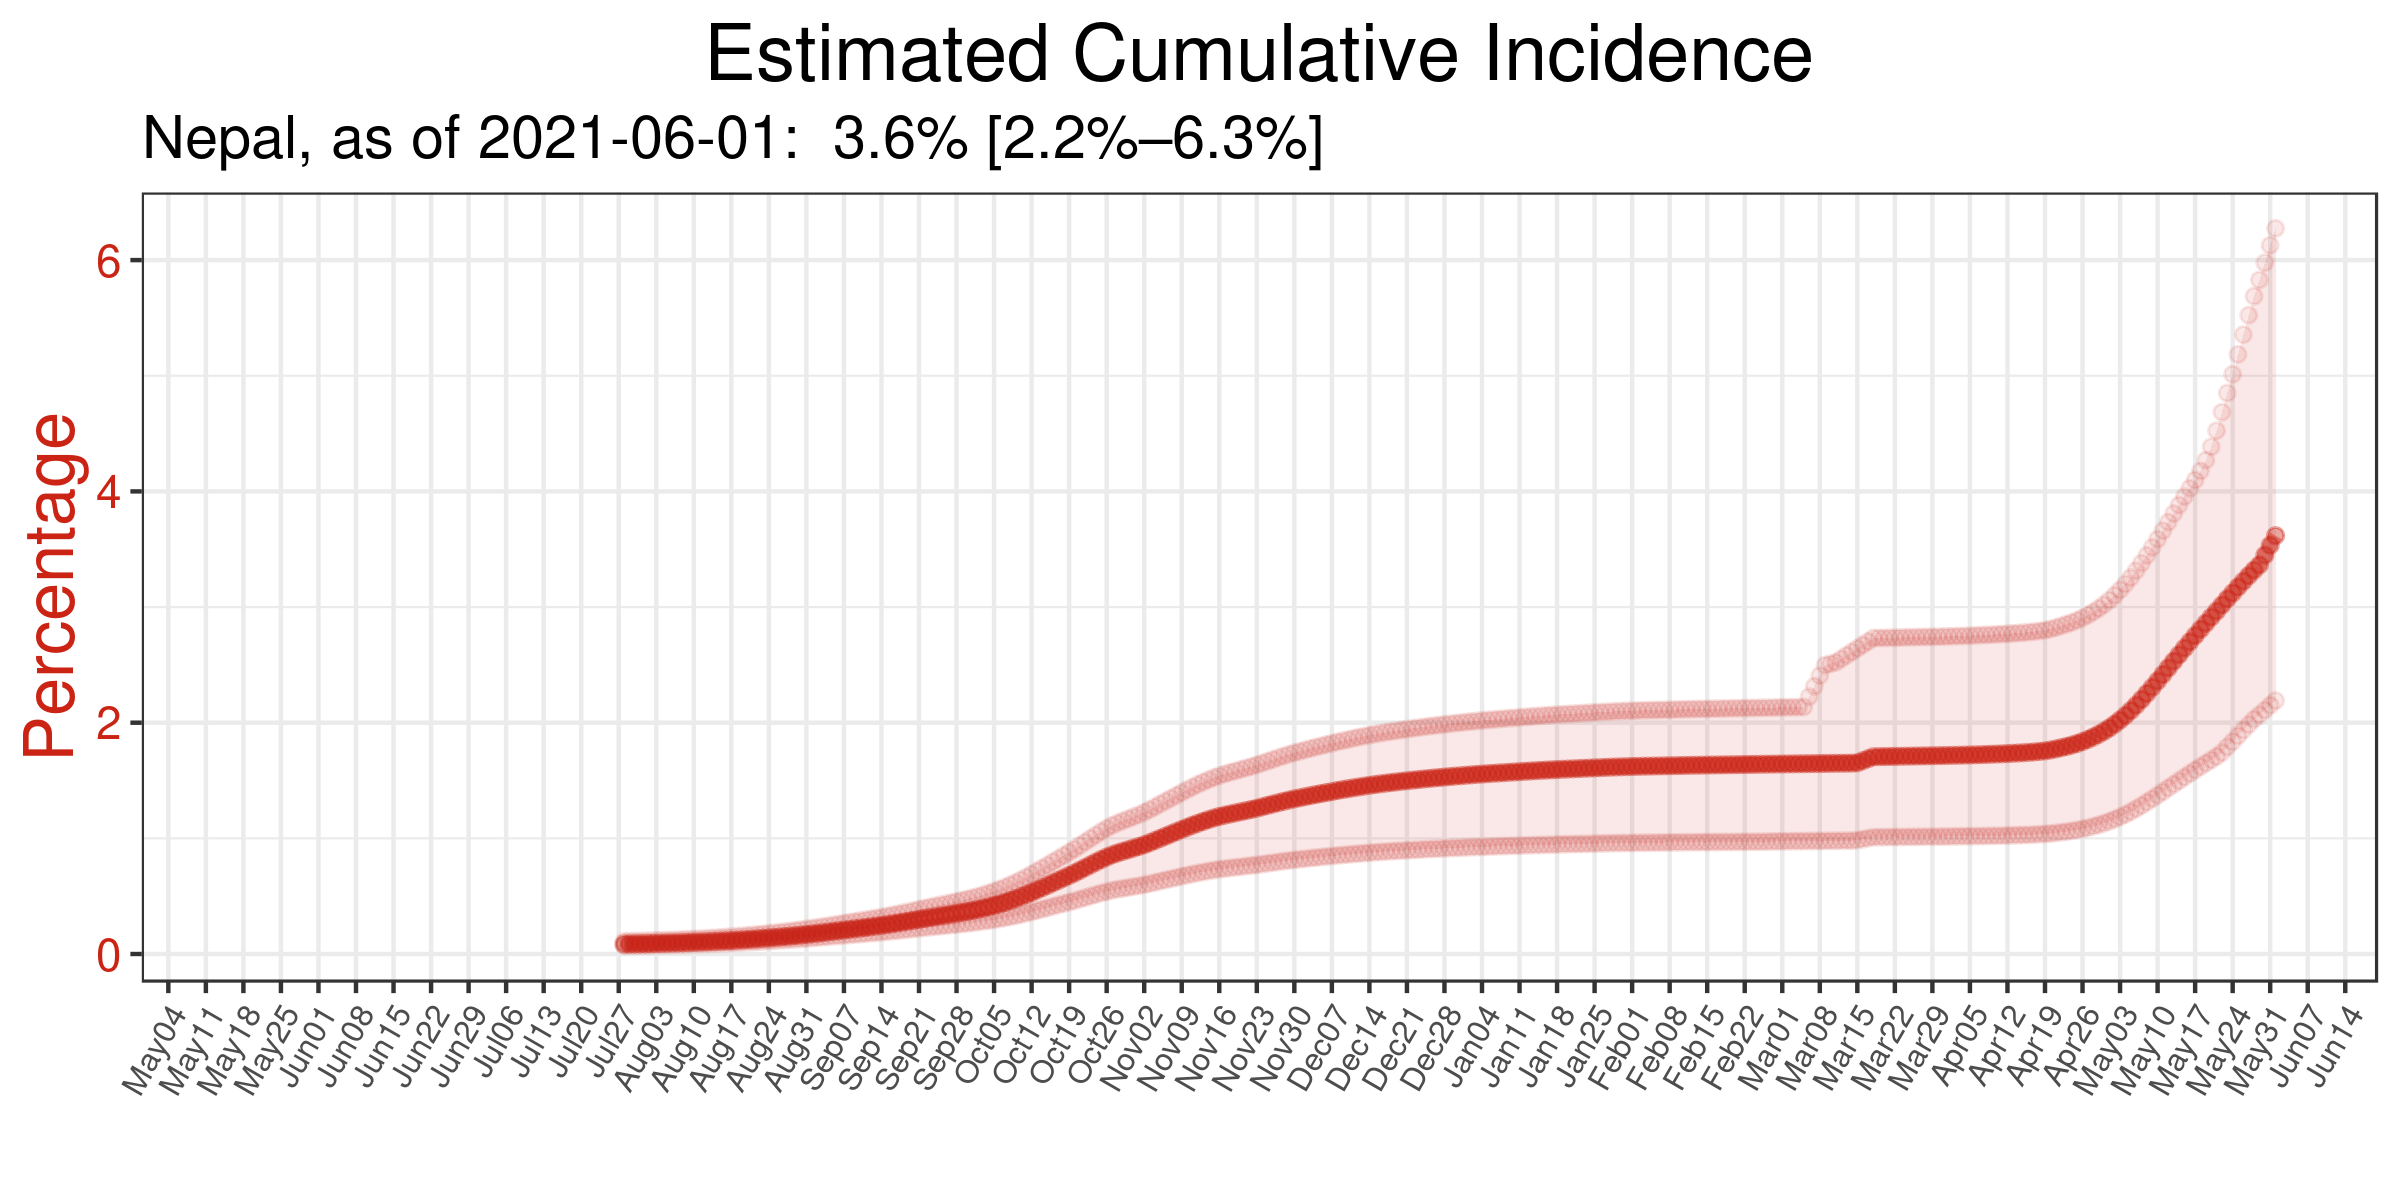 Estimated Cumulative Incidence
Nepal, as of 2021-06-01:  3.6% [2.2%–6.3%]
Percentage
6
4
2
0
May04
May11
May18
May25
Jun01
Jun08
Jun15
Jun22
Jun29
Jul06
Jul13
Jul20
Jul27
Aug03
Aug10
Aug17
Aug24
Aug31
Sep07
Sep14
Sep21
Sep28
Oct05
Oct12
Oct19
Oct26
Nov02
Nov09
Nov16
Nov23
Nov30
Dec07
Dec14
Dec21
Dec28
Jan04
Jan11
Jan18
Jan25
Feb01
Feb08
Feb15
Feb22
Mar01
Mar08
Mar15
Mar22
Mar29
Apr05
Apr12
Apr19
Apr26
May03
May10
May17
May24
May31
Jun07
Jun14